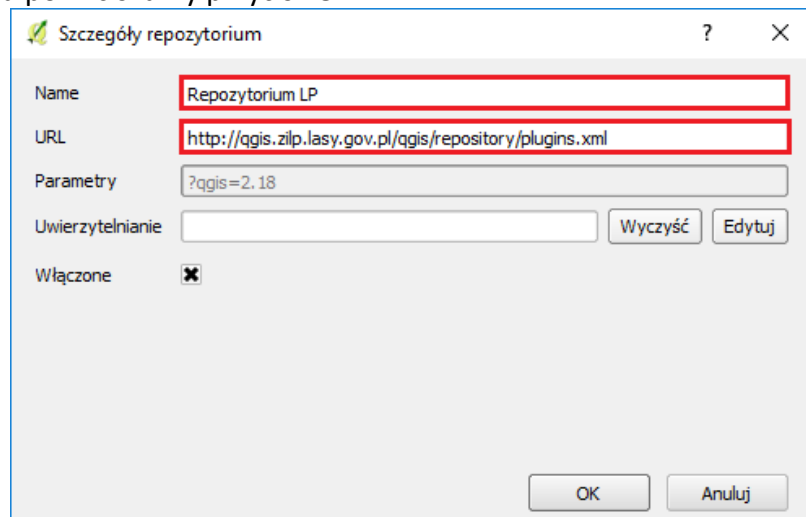 Szczegóły repozytorium ? ×
Name Repozytorium LP
URL http://qgis.zilp.lasy.gov.pl/qgis/repository/plugins.xml
Parametry ?qgis=2.18
Uwierzytelnianie Wyczyść Edytuj
Włączone
OK Anuluj